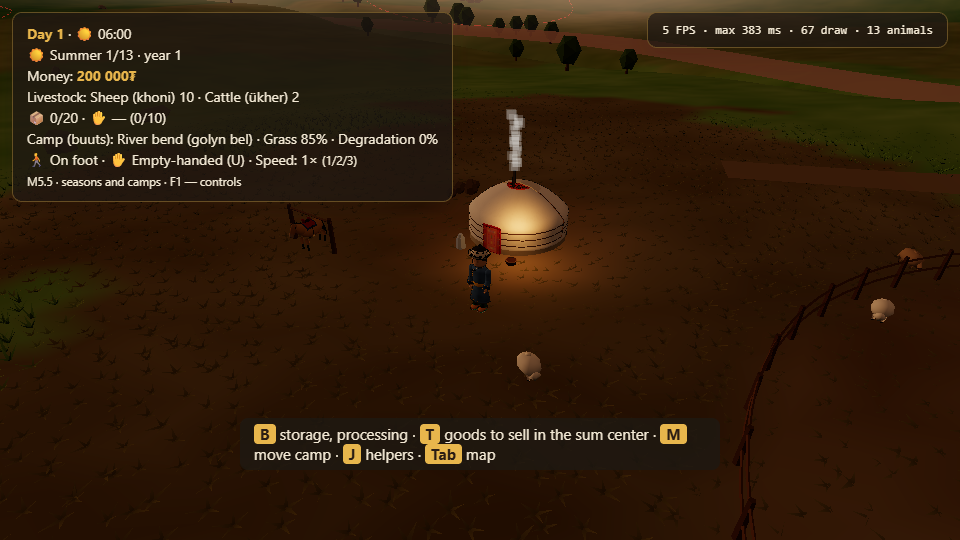 Day 1 · 06:00
Summer 1/13 · year 1
Money: 200 000₮
Livestock: Sheep (khoni) 10 · Cattle (ükher) 2
0/20 · — (0/10)
Camp (buuts): River bend (golyn bel) · Grass 85% · Degradation 0%
On foot · Empty-handed (U) · Speed: 1× (1/2/3)
M5.5 · seasons and camps · F1 — controls
5 FPS · max 383 ms · 67 draw · 13 animals
B storage, processing · T goods to sell in the sum center · M
move camp · J helpers · Tab map